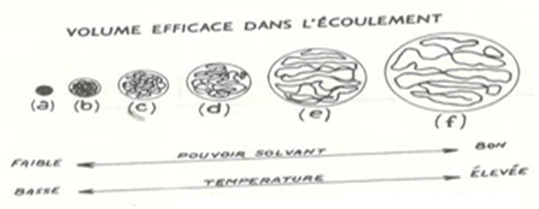 VOLUME EFFICACE DANS L'ÉCOULEMENT
(a) (b) (c) (d) (e) (f)
FAIBLE POUVOIR SOLVANT BON
BASSE TEMPERATURE ÉLEVÉE